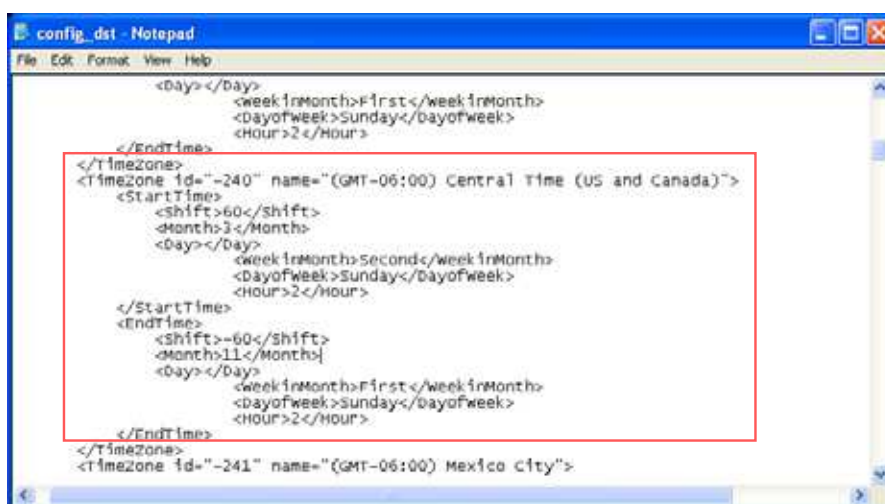 config_dst - Notepad
File Edit Format View Help
<Day></Day>
<WeekInMonth>First</WeekInMonth>
<DayofWeek>Sunday</DayofWeek>
<Hour>2</Hour>
</EndTime>
</TimeZone>
<TimeZone id="-240" name="(GMT-06:00) Central Time (US and Canada)">
<StartTime>
<Shift>60</Shift>
<Month>3</Month>
<Day></Day>
<WeekInMonth>Second</WeekInMonth>
<DayofWeek>Sunday</DayofWeek>
<Hour>2</Hour>
</StartTime>
<EndTime>
<Shift>-60</Shift>
<Month>11</Month>
<Day></Day>
<WeekInMonth>First</WeekInMonth>
<DayofWeek>Sunday</DayofWeek>
<Hour>2</Hour>
</EndTime>
</TimeZone>
<TimeZone id="-241" name="(GMT-06:00) Mexico City">